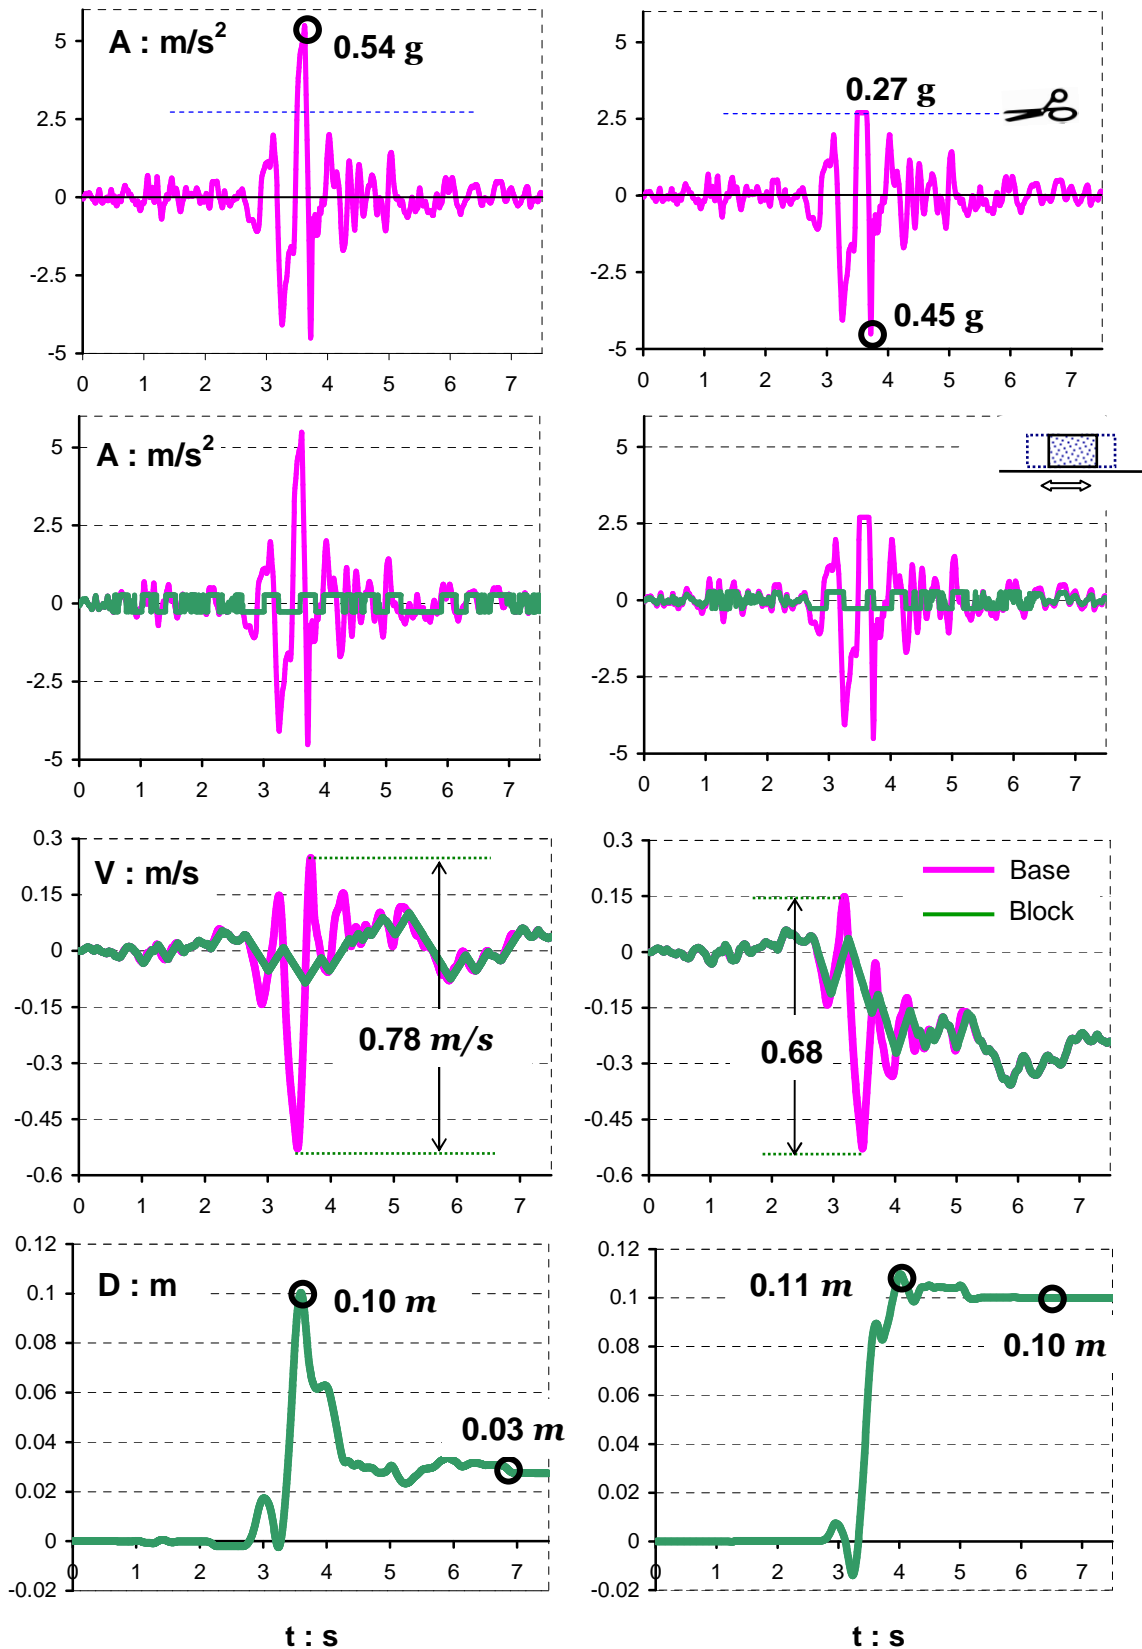 A : m/s²
0.54 g
5
2.5
0
-2.5
-5
0 1 2 3 4 5 6 7
0.27 g
0.45 g
5
2.5
0
-2.5
-5
0 1 2 3 4 5 6 7
A : m/s²
5
2.5
0
-2.5
-5
0 1 2 3 4 5 6 7
5
2.5
0
-2.5
-5
0 1 2 3 4 5 6 7
V : m/s
0.78 m/s
0.3
0.15
0
-0.15
-0.3
-0.45
-0.6
0 1 2 3 4 5 6 7
Base
Block
0.68
0.3
0.15
0
-0.15
-0.3
-0.45
-0.6
0 1 2 3 4 5 6 7
D : m
0.10 m
0.03 m
0.12
0.1
0.08
0.06
0.04
0.02
0
-0.02
0 1 2 3 4 5 6 7
t : s
0.11 m
0.10 m
0.12
0.1
0.08
0.06
0.04
0.02
0
-0.02
0 1 2 3 4 5 6 7
t : s